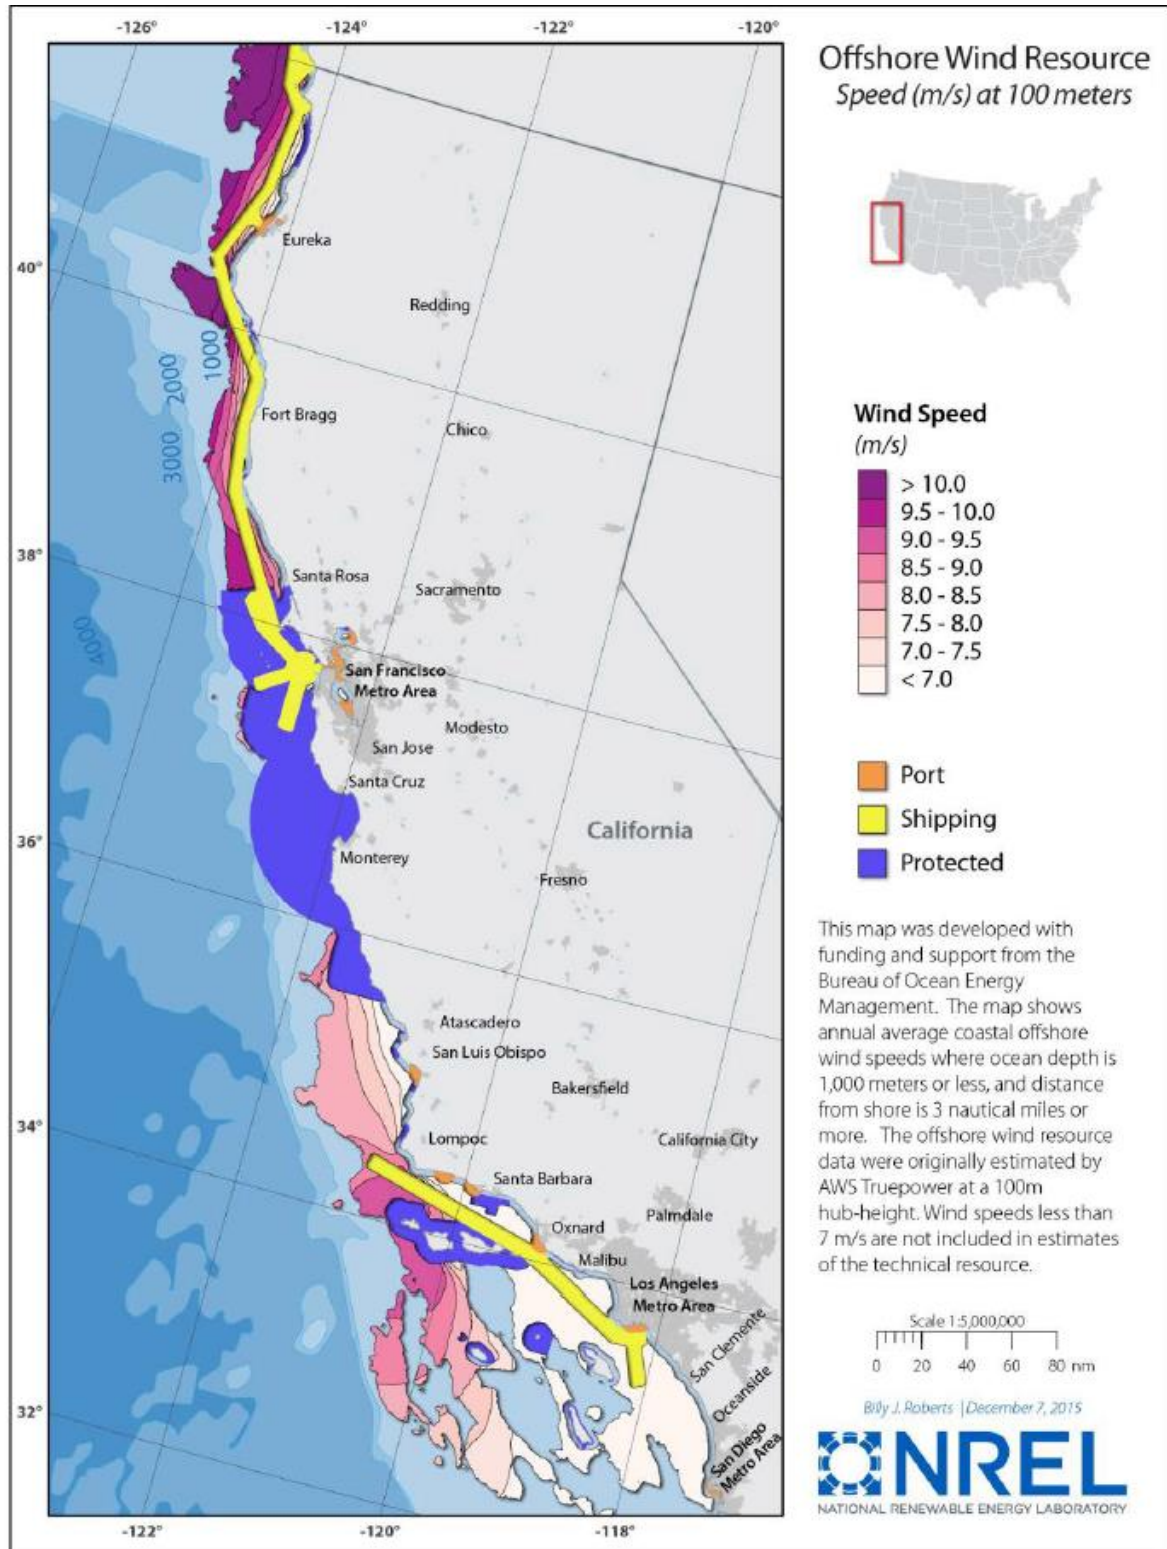 -126°
-124°
-122°
-120°
Offshore Wind Resource
Speed (m/s) at 100 meters
Eureka
40°
Redding
1000
2000
3000
Fort Bragg
Chico
Wind Speed
(m/s)
> 10.0
9.5 - 10.0
9.0 - 9.5
8.5 - 9.0
8.0 - 8.5
7.5 - 8.0
7.0 - 7.5
< 7.0
38°
Santa Rosa
Sacramento
4000
San Francisco
Metro Area
Modesto
San Jose
Santa Cruz
Port
Shipping
Protected
California
36°
Monterey
Fresno
This map was developed with
funding and support from the
Bureau of Ocean Energy
Management. The map shows
annual average coastal offshore
wind speeds where ocean depth is
1,000 meters or less, and distance
from shore is 3 nautical miles or
more. The offshore wind resource
data were originally estimated by
AWS Truepower at a 100m
hub-height. Wind speeds less than
7 m/s are not included in estimates
of the technical resource.
Atascadero
San Luis Obispo
Bakersfield
34°
Lompoc
California City
Santa Barbara
Palmdale
Oxnard
Malibu
Los Angeles
Metro Area
San Clemente
Oceanside
San Diego
Metro Area
32°
Scale 1:5,000,000
0 20 40 60 80 nm
Billy J. Roberts | December 7, 2015
NREL
NATIONAL RENEWABLE ENERGY LABORATORY
-122°
-120°
-118°